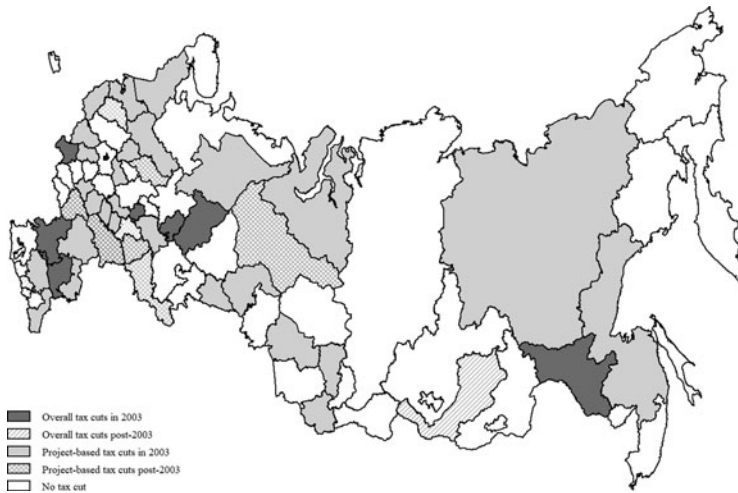 Overall tax cuts in 2003
Overall tax cuts post-2003
Project-based tax cuts in 2003
Project-based tax cuts post-2003
No tax cut